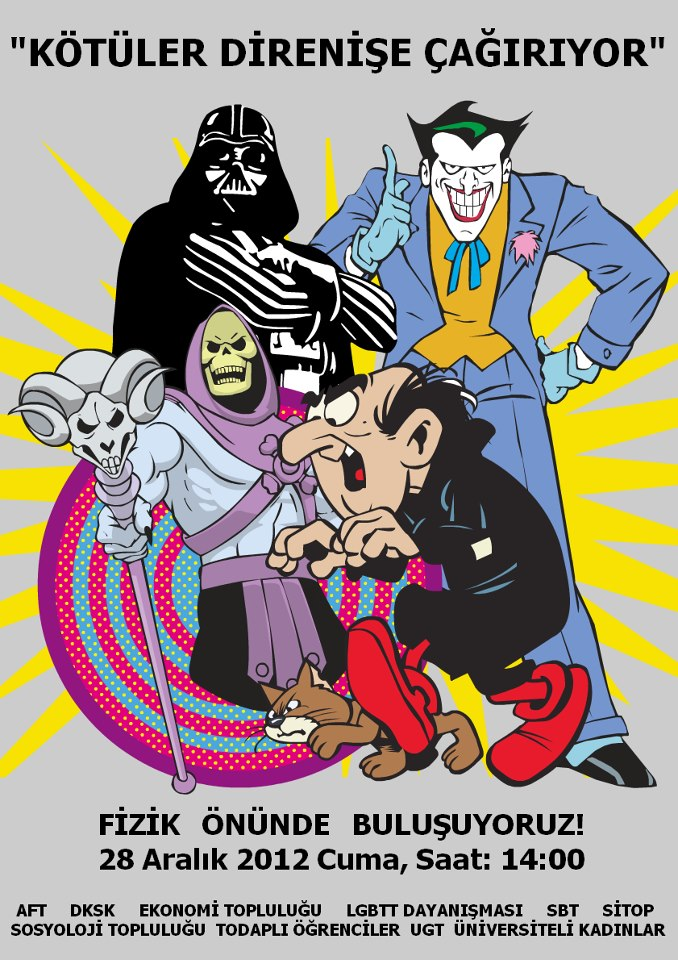 "KÖTÜLER DİRENİŞE ÇAĞIRIYOR"
FİZİK ÖNÜNDE BULUŞUYORUZ!
28 Aralık 2012 Cuma, Saat: 14:00
AFT DKSK EKONOMİ TOPLULUĞU LGBTT DAYANIŞMASI SBT SİTOP
SOSYOLOJİ TOPLULUĞU TODAPLI ÖĞRENCİLER UGT ÜNİVERSİTELİ KADINLAR